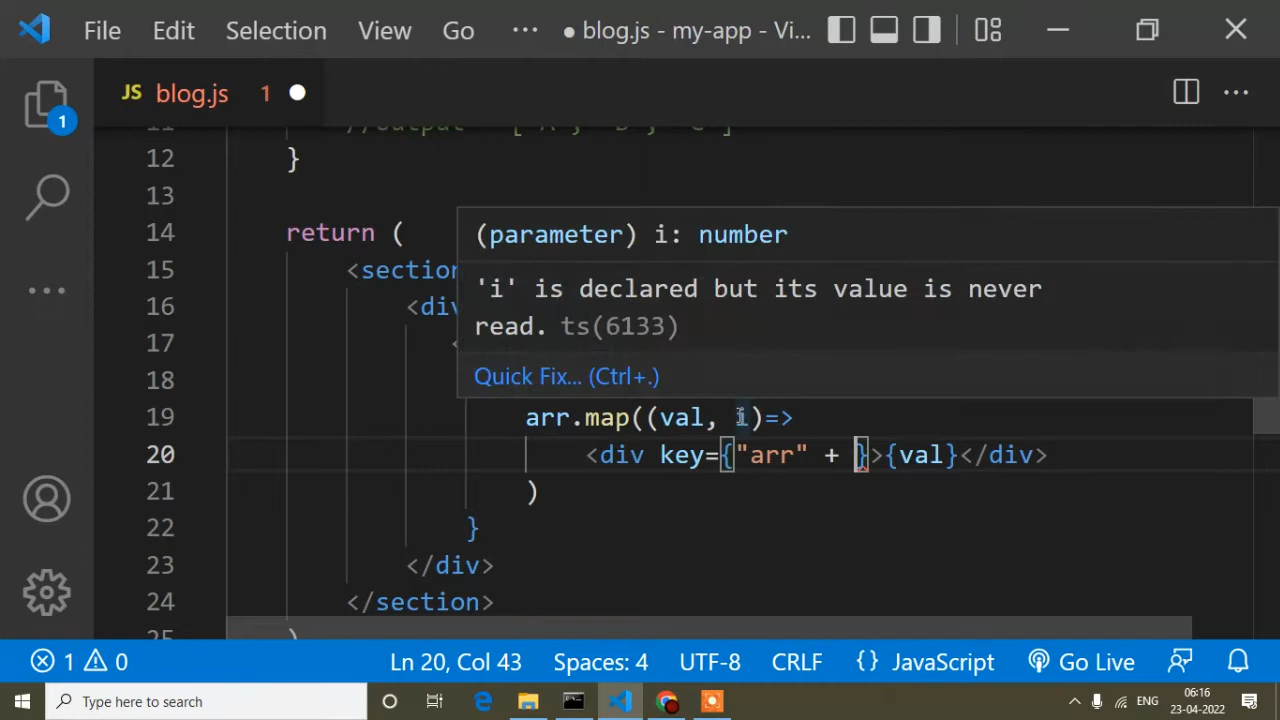 File Edit Selection View Go ··· ● blog.js - my-app - Vi...
JS blog.js 1
11 //output ["A", "B", "C"]
12 }
13
14 return (
15 <section
16 <div
17 <
18
19 arr.map((val, i)=>
20 <div key={"arr" + }>{val}</div>
21 )
22 }
23 </div>
24 </section>
25 )
(parameter) i: number
'i' is declared but its value is never
read. ts(6133)
Quick Fix... (Ctrl+.)
1
1 0 Ln 20, Col 43 Spaces: 4 UTF-8 CRLF {} JavaScript Go Live
Type here to search ENG 06:16
23-04-2022